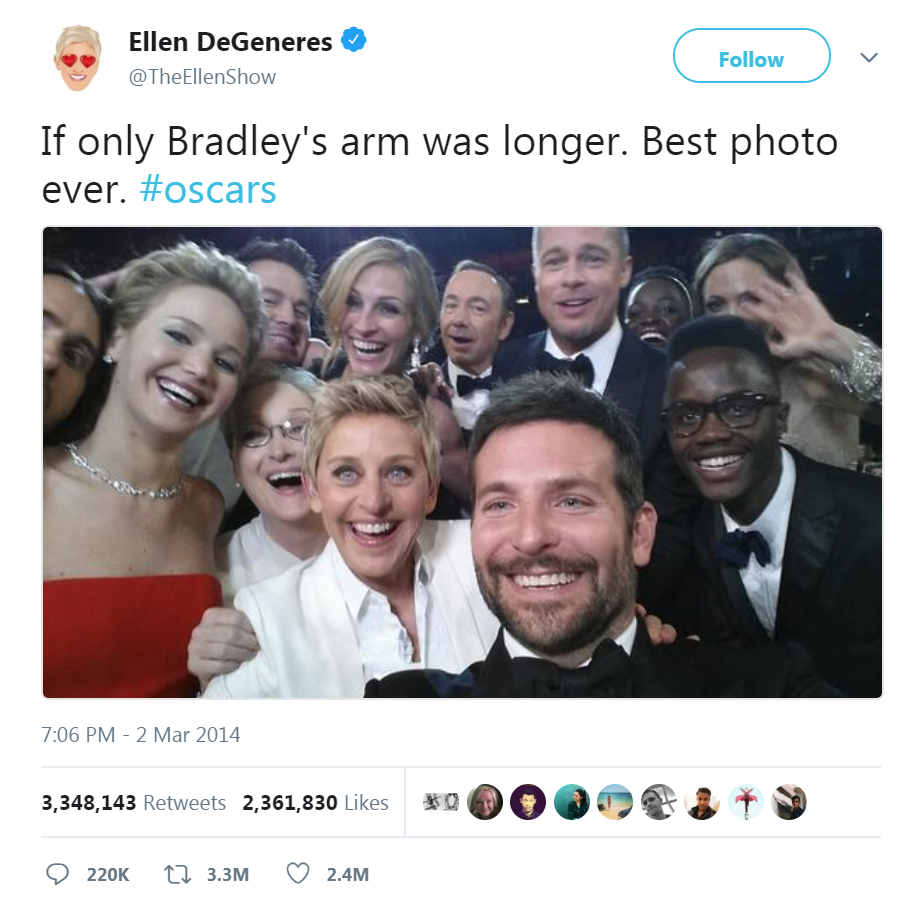 Ellen DeGeneres
@TheEllenShow
Follow
If only Bradley's arm was longer. Best photo
ever. #oscars
7:06 PM - 2 Mar 2014
3,348,143 Retweets 2,361,830 Likes
220K 3.3M 2.4M